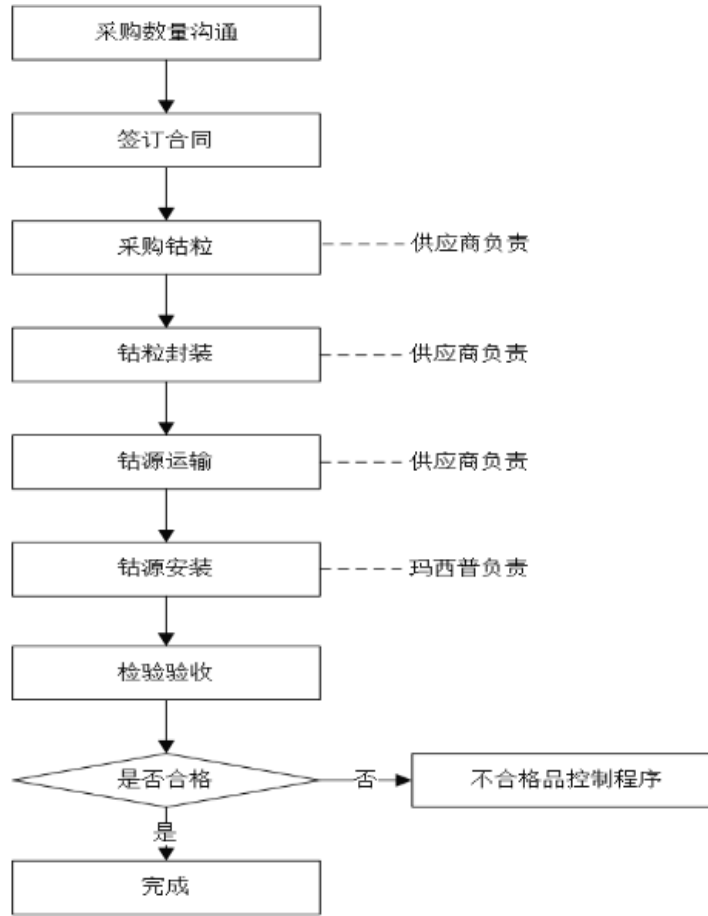 采购数量沟通
签订合同
采购钴粒
供应商负责
钴粒封装
供应商负责
钴源运输
供应商负责
钴源安装
玛西普负责
检验验收
是否合格
否
不合格品控制程序
是
完成